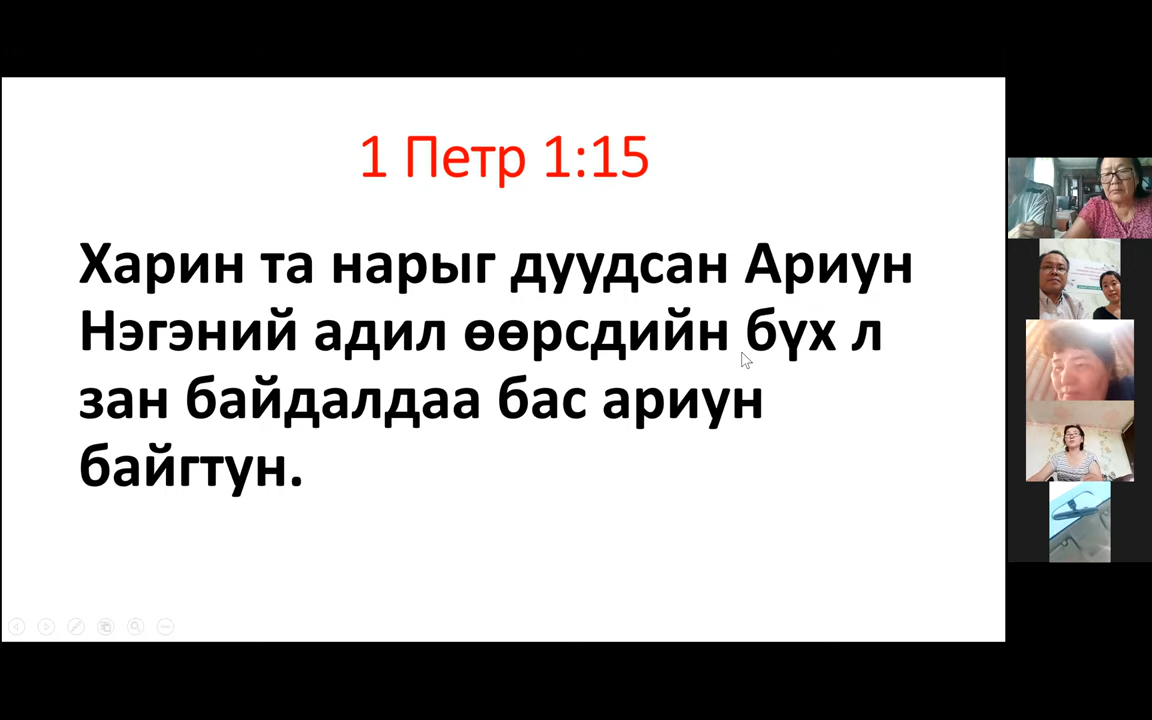 1 Петр 1:15
Харин та нарыг дуудсан Ариун
Нэгэний адил өөрсдийн бүх л
зан байдалдаа бас ариун
байгтун.